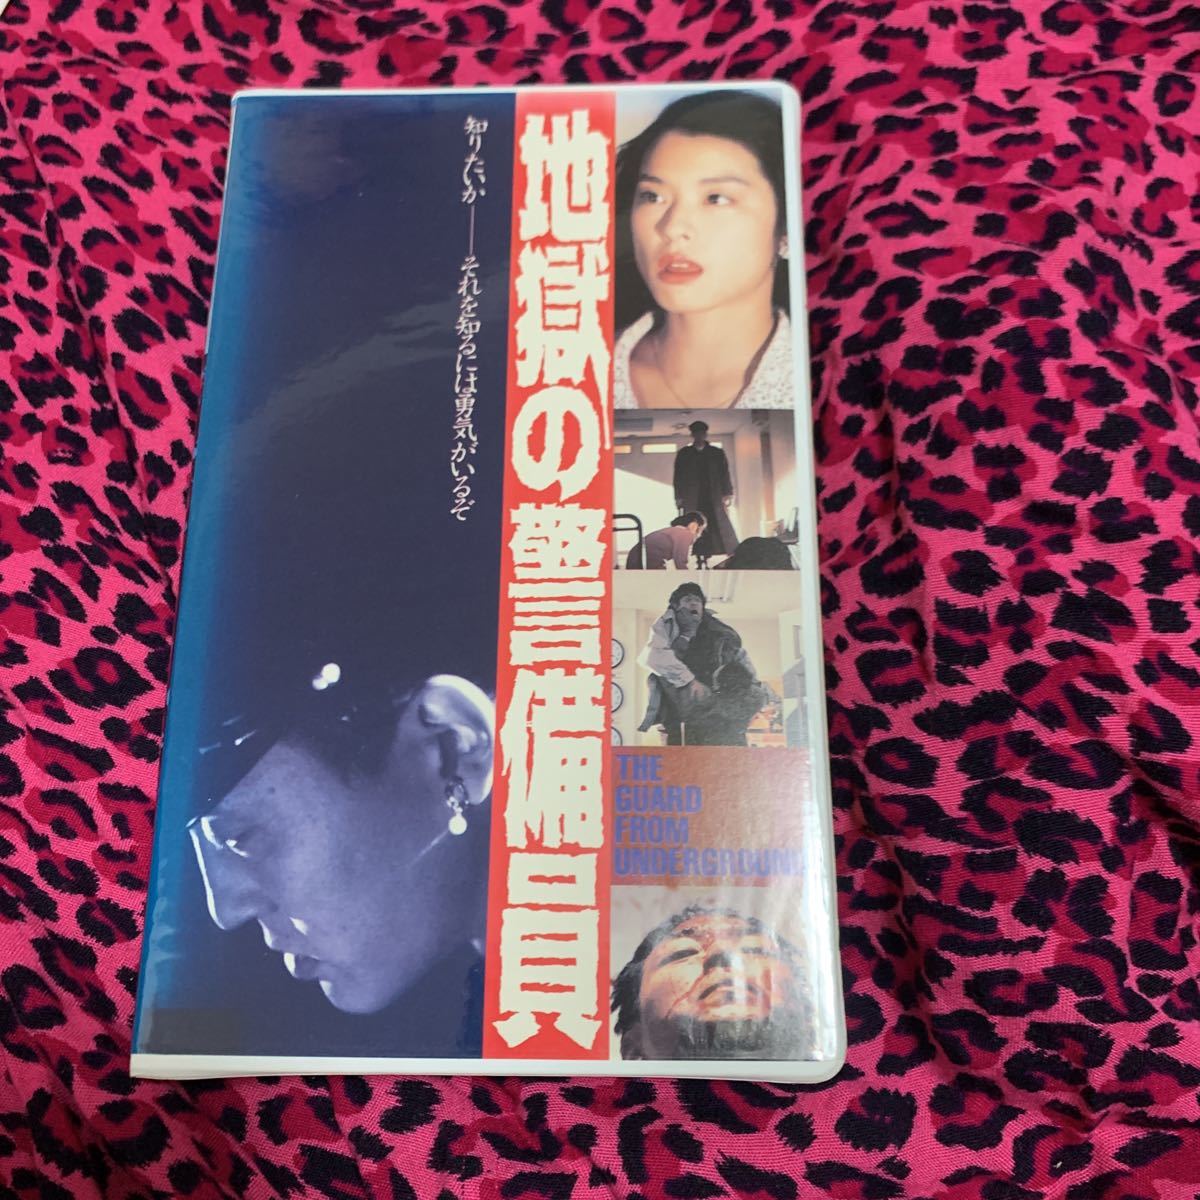 地獄の警備員
知りたいか——それを知るには勇気がいるぞ
THE
GUARD
FROM
UNDERGROUND